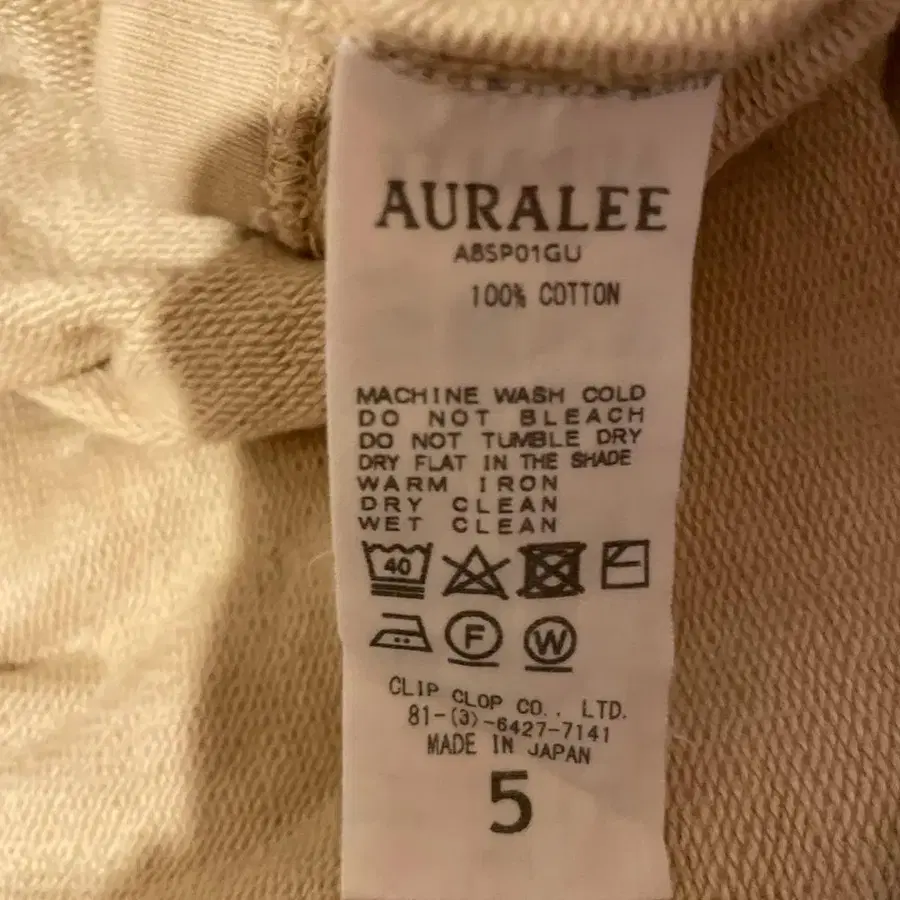 AURALEE
A8SP01GU
100% COTTON
MACHINE WASH COLD
DO NOT BLEACH
DO NOT TUMBLE DRY
DRY FLAT IN THE SHADE
WARM IRON
DRY CLEAN
WET CLEAN
40
F W
CLIP CLOP CO., LTD.
81-(3)-6427-7141
MADE IN JAPAN
5